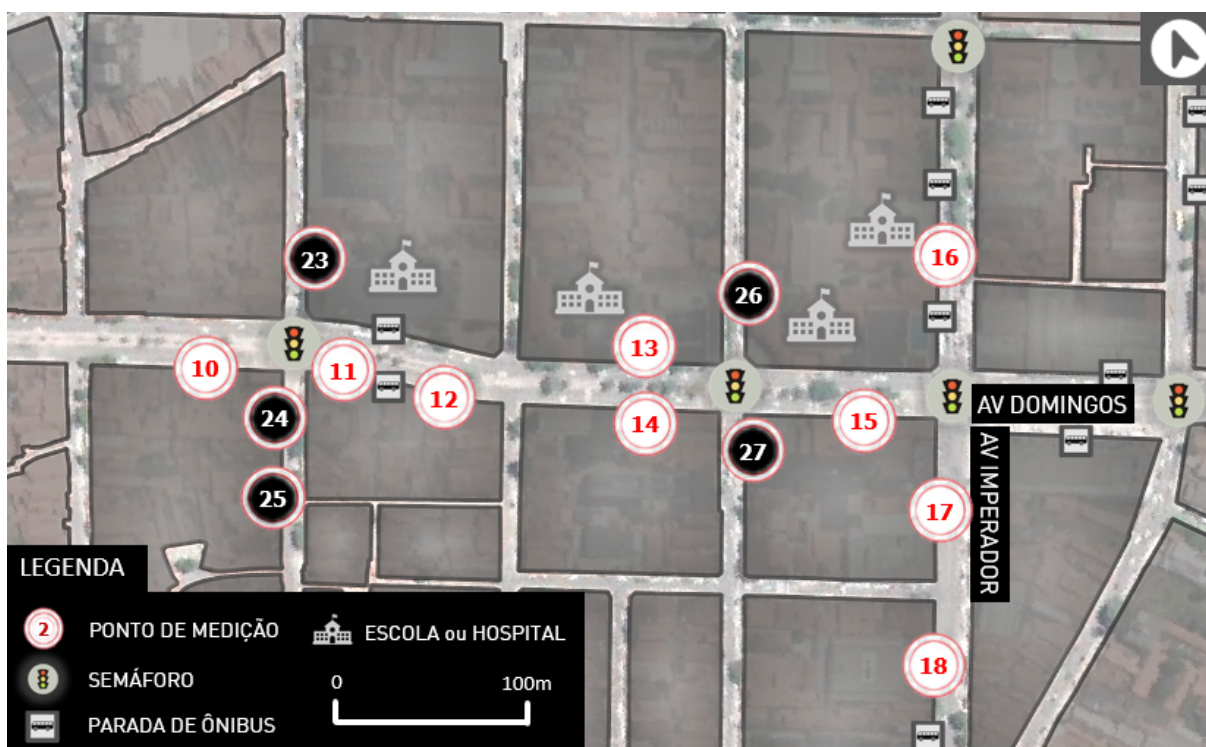 23
16
26
13
10
11
12
AV DOMINGOS
24
14
15
27
25
17
AV IMPERADOR
LEGENDA
2 PONTO DE MEDIÇÃO
ESCOLA ou HOSPITAL
18
SEMÁFORO
0 100m
PARADA DE ÔNIBUS